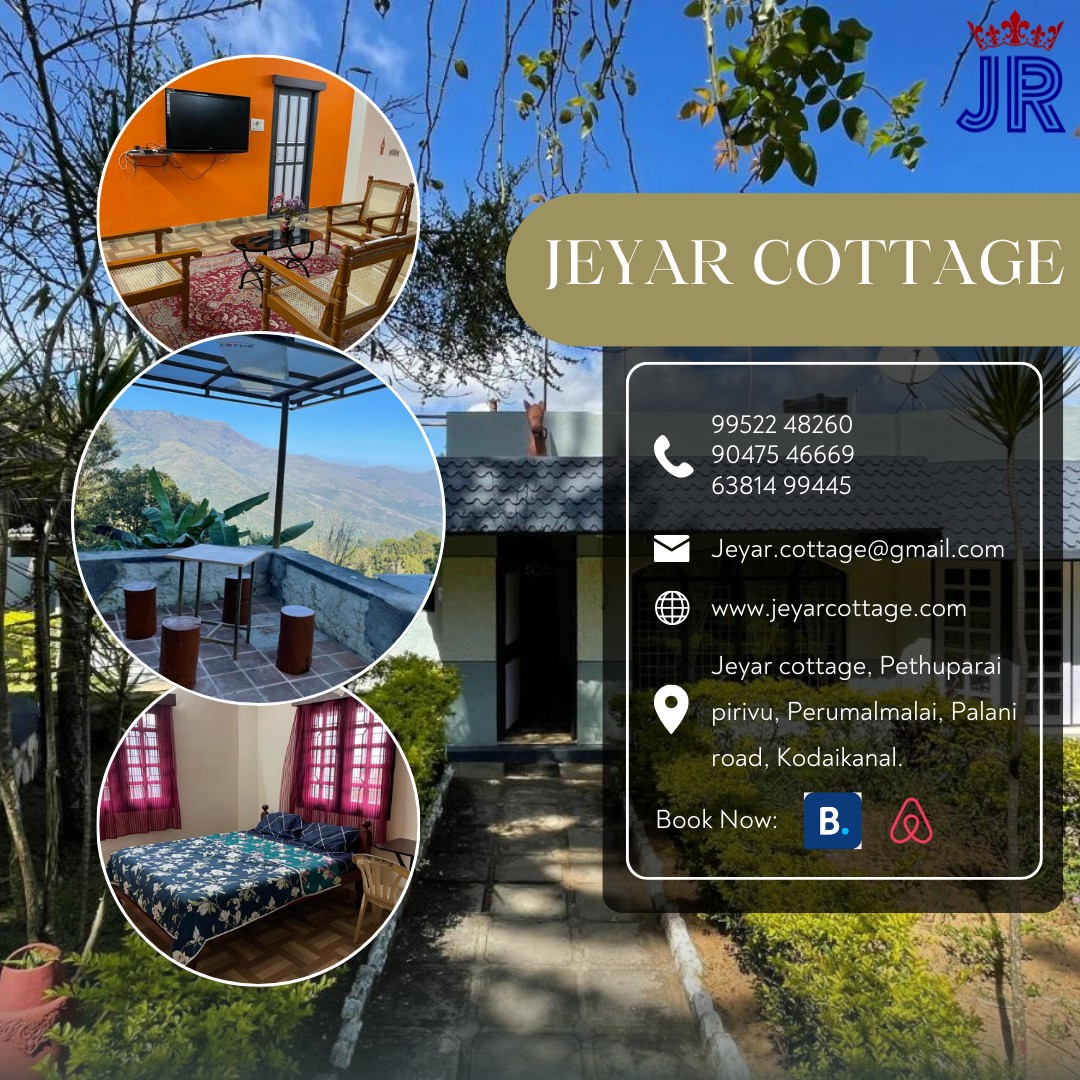 JR
JEYAR COTTAGE
99522 48260
90475 46669
63814 99445
Jeyar.cottage@gmail.com
www.jeyarcottage.com
Jeyar cottage, Pethuparai
pirivu, Perumalmalai, Palani
road, Kodaikanal.
Book Now:
B.